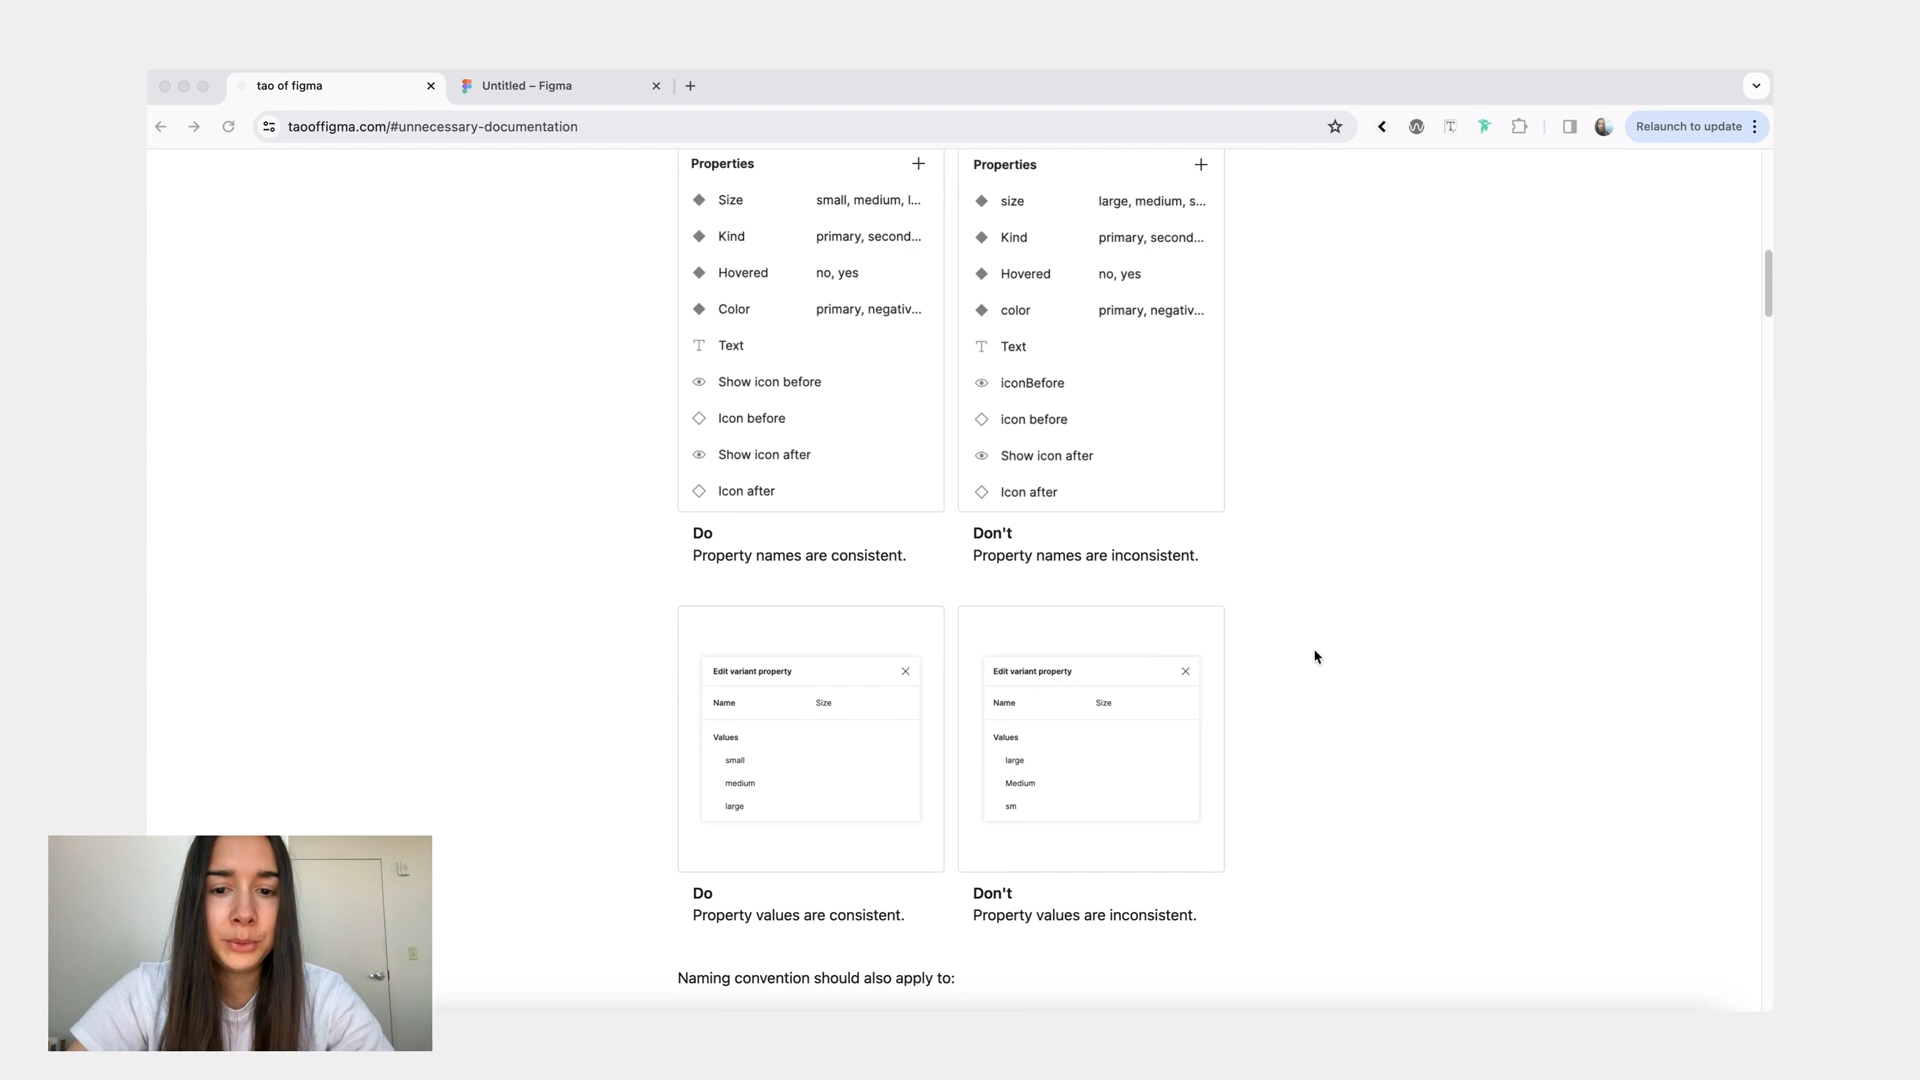 tao of figma
Untitled – Figma
taooffigma.com/#unnecessary-documentation
Relaunch to update
Properties
Size small, medium, l...
Kind primary, second...
Hovered no, yes
Color primary, negativ...
Text
Show icon before
Icon before
Show icon after
Icon after
Do
Property names are consistent.
Properties
size large, medium, s...
Kind primary, second...
Hovered no, yes
color primary, negativ...
Text
iconBefore
icon before
Show icon after
Icon after
Don't
Property names are inconsistent.
Edit variant property
Name Size
Values
small
medium
large
Do
Property values are consistent.
Edit variant property
Name Size
Values
large
Medium
sm
Don't
Property values are inconsistent.
Naming convention should also apply to: